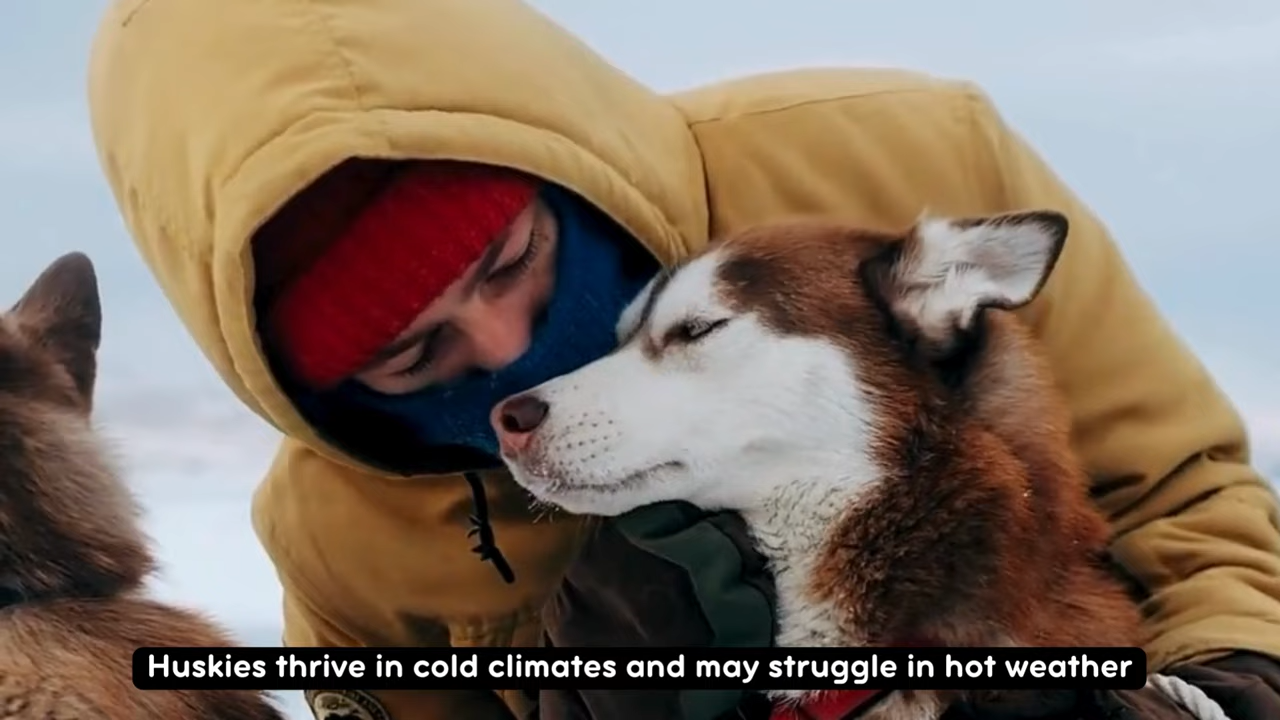 Huskies thrive in cold climates and may struggle in hot weather